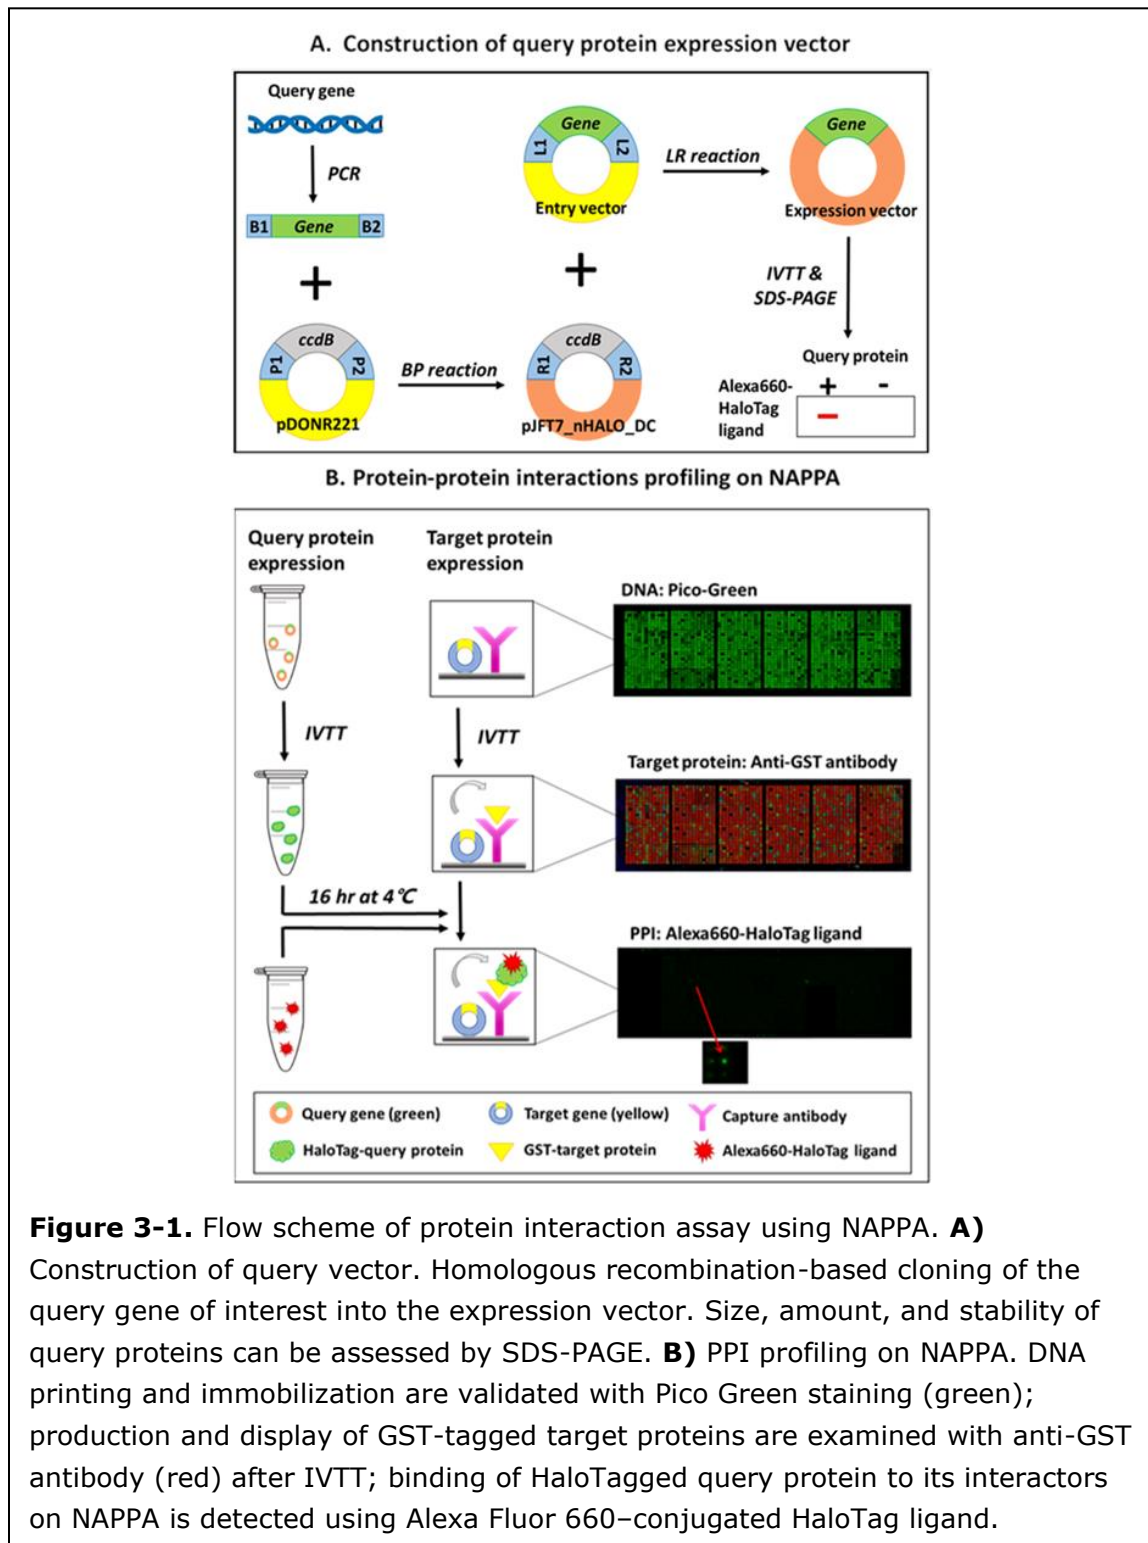 A. Construction of query protein expression vector
Query gene
PCR
B1 Gene B2
ccdB
P1
P2
pDONR221
BP reaction
Gene
L1
L2
Entry vector
ccdB
R1
R2
pJFT7_nHALO_DC
LR reaction
Gene
Expression vector
IVTT &
SDS-PAGE
Query protein
+ -
Alexa660-
HaloTag
ligand
B. Protein-protein interactions profiling on NAPPA
Query protein
expression
Target protein
expression
DNA: Pico-Green
IVTT
IVTT
Target protein: Anti-GST antibody
16 hr at 4°C
PPI: Alexa660-HaloTag ligand
Query gene (green)
Target gene (yellow)
Capture antibody
HaloTag-query protein
GST-target protein
Alexa660-HaloTag ligand
Figure 3-1. Flow scheme of protein interaction assay using NAPPA. A)
Construction of query vector. Homologous recombination-based cloning of the
query gene of interest into the expression vector. Size, amount, and stability of
query proteins can be assessed by SDS-PAGE. B) PPI profiling on NAPPA. DNA
printing and immobilization are validated with Pico Green staining (green);
production and display of GST-tagged target proteins are examined with anti-GST
antibody (red) after IVTT; binding of HaloTagged query protein to its interactors
on NAPPA is detected using Alexa Fluor 660–conjugated HaloTag ligand.